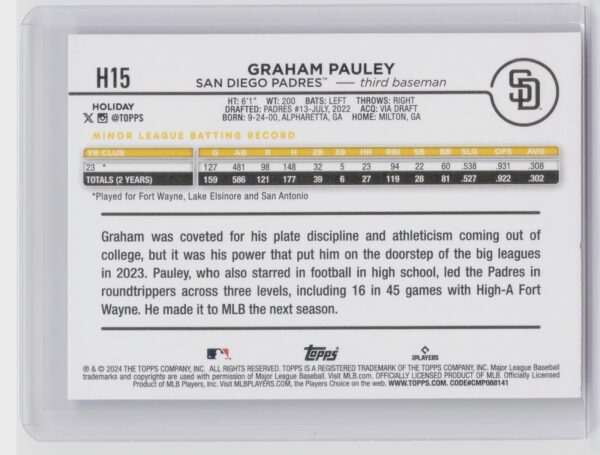 H15
GRAHAM PAULEY
SAN DIEGO PADRES™ — third baseman
SD
HOLIDAY
X @TOPPS
HT: 6'1" WT: 200 BATS: LEFT THROWS: RIGHT
DRAFTED: PADRES #13-JULY, 2022 ACQ: VIA DRAFT
BORN: 9-24-00, ALPHARETTA, GA HOME: MILTON, GA
MINOR LEAGUE BATTING RECORD
YR CLUB G AB R H 2B 3B HR RBI SB BB SLG OPS AVG
23 * 127 481 98 148 32 5 23 94 22 60 .538 .931 .308
TOTALS (2 YEARS) 159 586 121 177 39 6 27 119 28 81 .527 .922 .302
*Played for Fort Wayne, Lake Elsinore and San Antonio
Graham was coveted for his plate discipline and athleticism coming out of
college, but it was his power that put him on the doorstep of the big leagues
in 2023. Pauley, who also starred in football in high school, led the Padres in
roundtrippers across three levels, including 16 in 45 games with High-A Fort
Wayne. He made it to MLB the next season.
Topps
PLAYERS
® & © 2024 THE TOPPS COMPANY, INC. ALL RIGHTS RESERVED. TOPPS IS A REGISTERED TRADEMARK OF THE TOPPS COMPANY, INC. Major League Baseball
trademarks and copyrights are used with permission of Major League Baseball. Visit MLB.com. OFFICIALLY LICENSED PRODUCT OF MLB. Officially Licensed
Product of MLB Players, Inc. Visit MLBPLAYERS.COM, the Players Choice on the web. WWW.TOPPS.COM. CODE#CMP088141